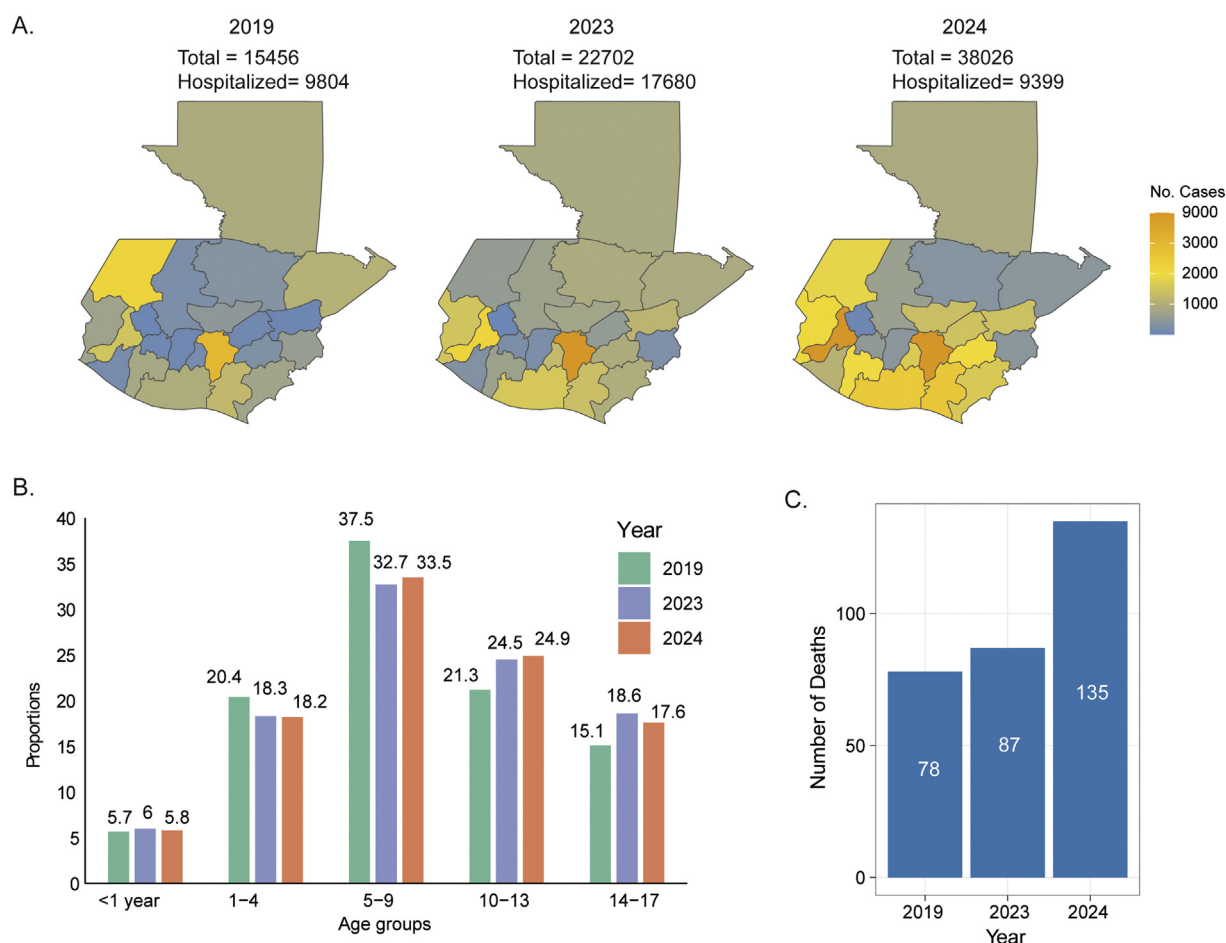 A.
2019
Total = 15456
Hospitalized= 9804
2023
Total = 22702
Hospitalized= 17680
2024
Total = 38026
Hospitalized= 9399
No. Cases
9000
3000
2000
1000
B.
Proportions
40
35
30
25
20
15
10
5
0
5.7
6
5.8
20.4
18.3
18.2
37.5
32.7
33.5
21.3
24.5
24.9
15.1
18.6
17.6
Year
2019
2023
2024
<1 year
1−4
5−9
10−13
14−17
Age groups
C.
Number of Deaths
100
50
0
78
87
135
2019
2023
2024
Year